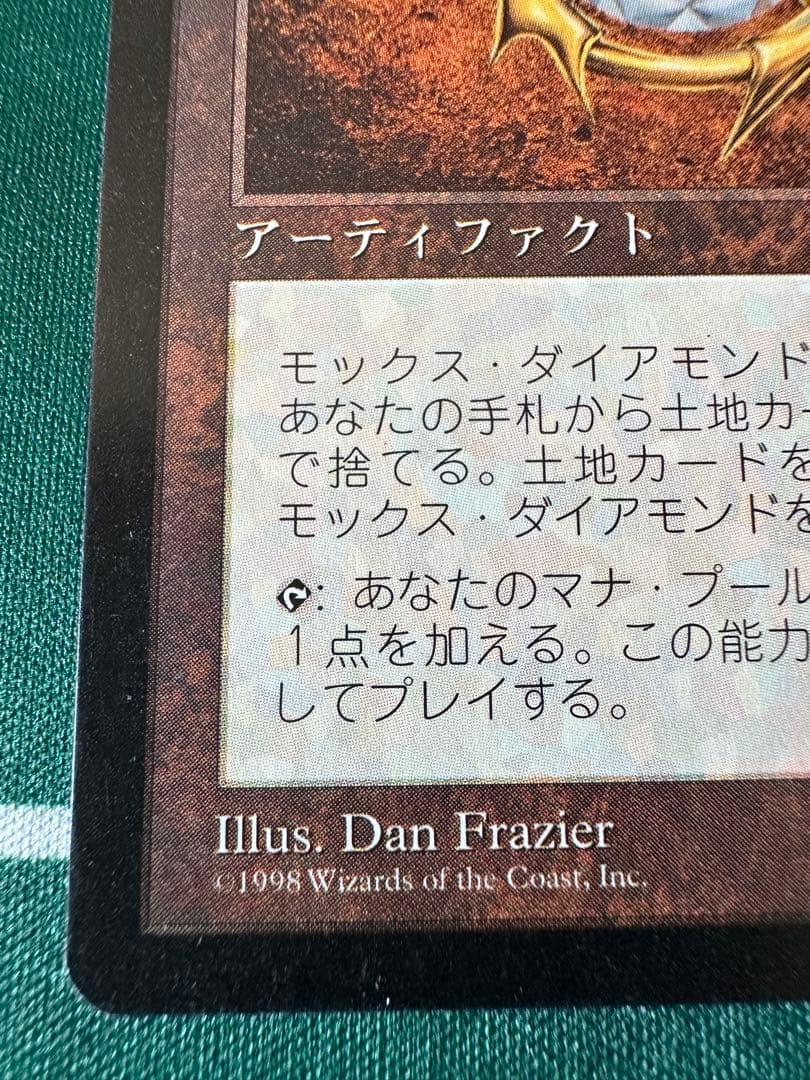 アーティファクト
モックス・ダイアモンド
あなたの手札から土地カ
で捨てる。土地カードを
モックス・ダイアモンドを
: あなたのマナ・プール
1 点を加える。この能力
してプレイする。
Illus. Dan Frazier
©1998 Wizards of the Coast, Inc.